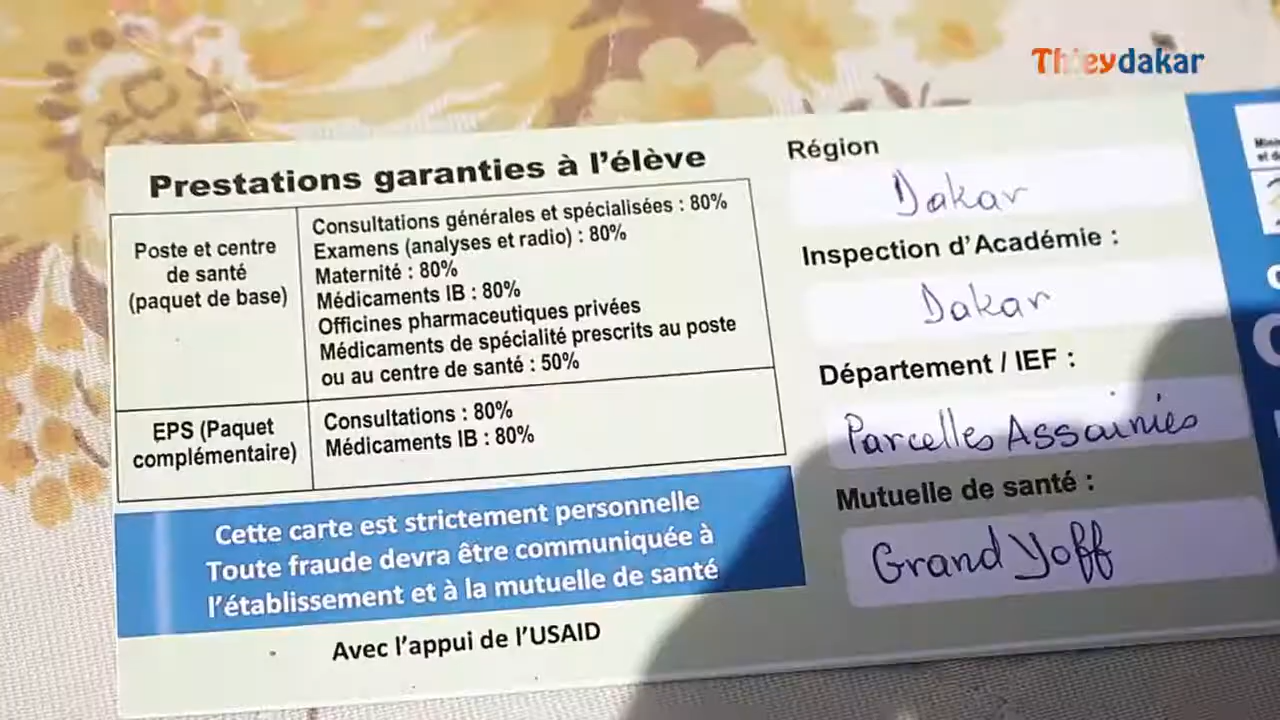 Thieydakar
Prestations garanties à l'élève
Poste et centre
de santé
(paquet de base)
Consultations générales et spécialisées : 80%
Examens (analyses et radio) : 80%
Maternité : 80%
Médicaments IB : 80%
Officines pharmaceutiques privées
Médicaments de spécialité prescrits au poste
ou au centre de santé : 50%
EPS (Paquet
complémentaire)
Consultations : 80%
Médicaments IB : 80%
Cette carte est strictement personnelle
Toute fraude devra être communiquée à
l'établissement et à la mutuelle de santé
Avec l'appui de l'USAID
Région
Dakar
Inspection d'Académie :
Dakar
Département / IEF :
Parcelles Assainies
Mutuelle de santé :
Grand Yoff